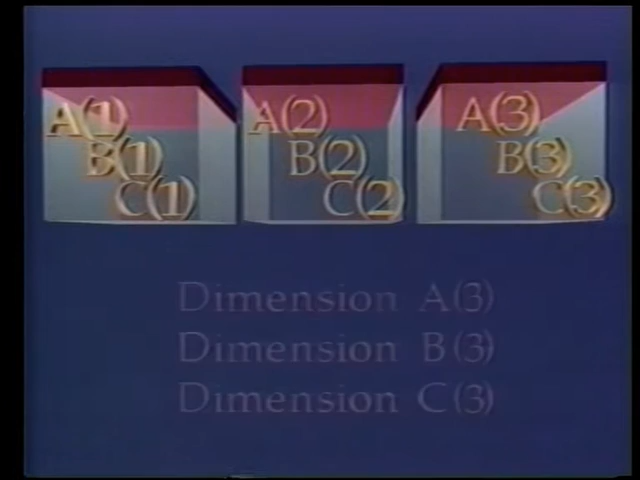 A(1) A(2) A(3)
B(1) B(2) B(3)
C(1) C(2) C(3)
Dimension A(3)
Dimension B(3)
Dimension C(3)